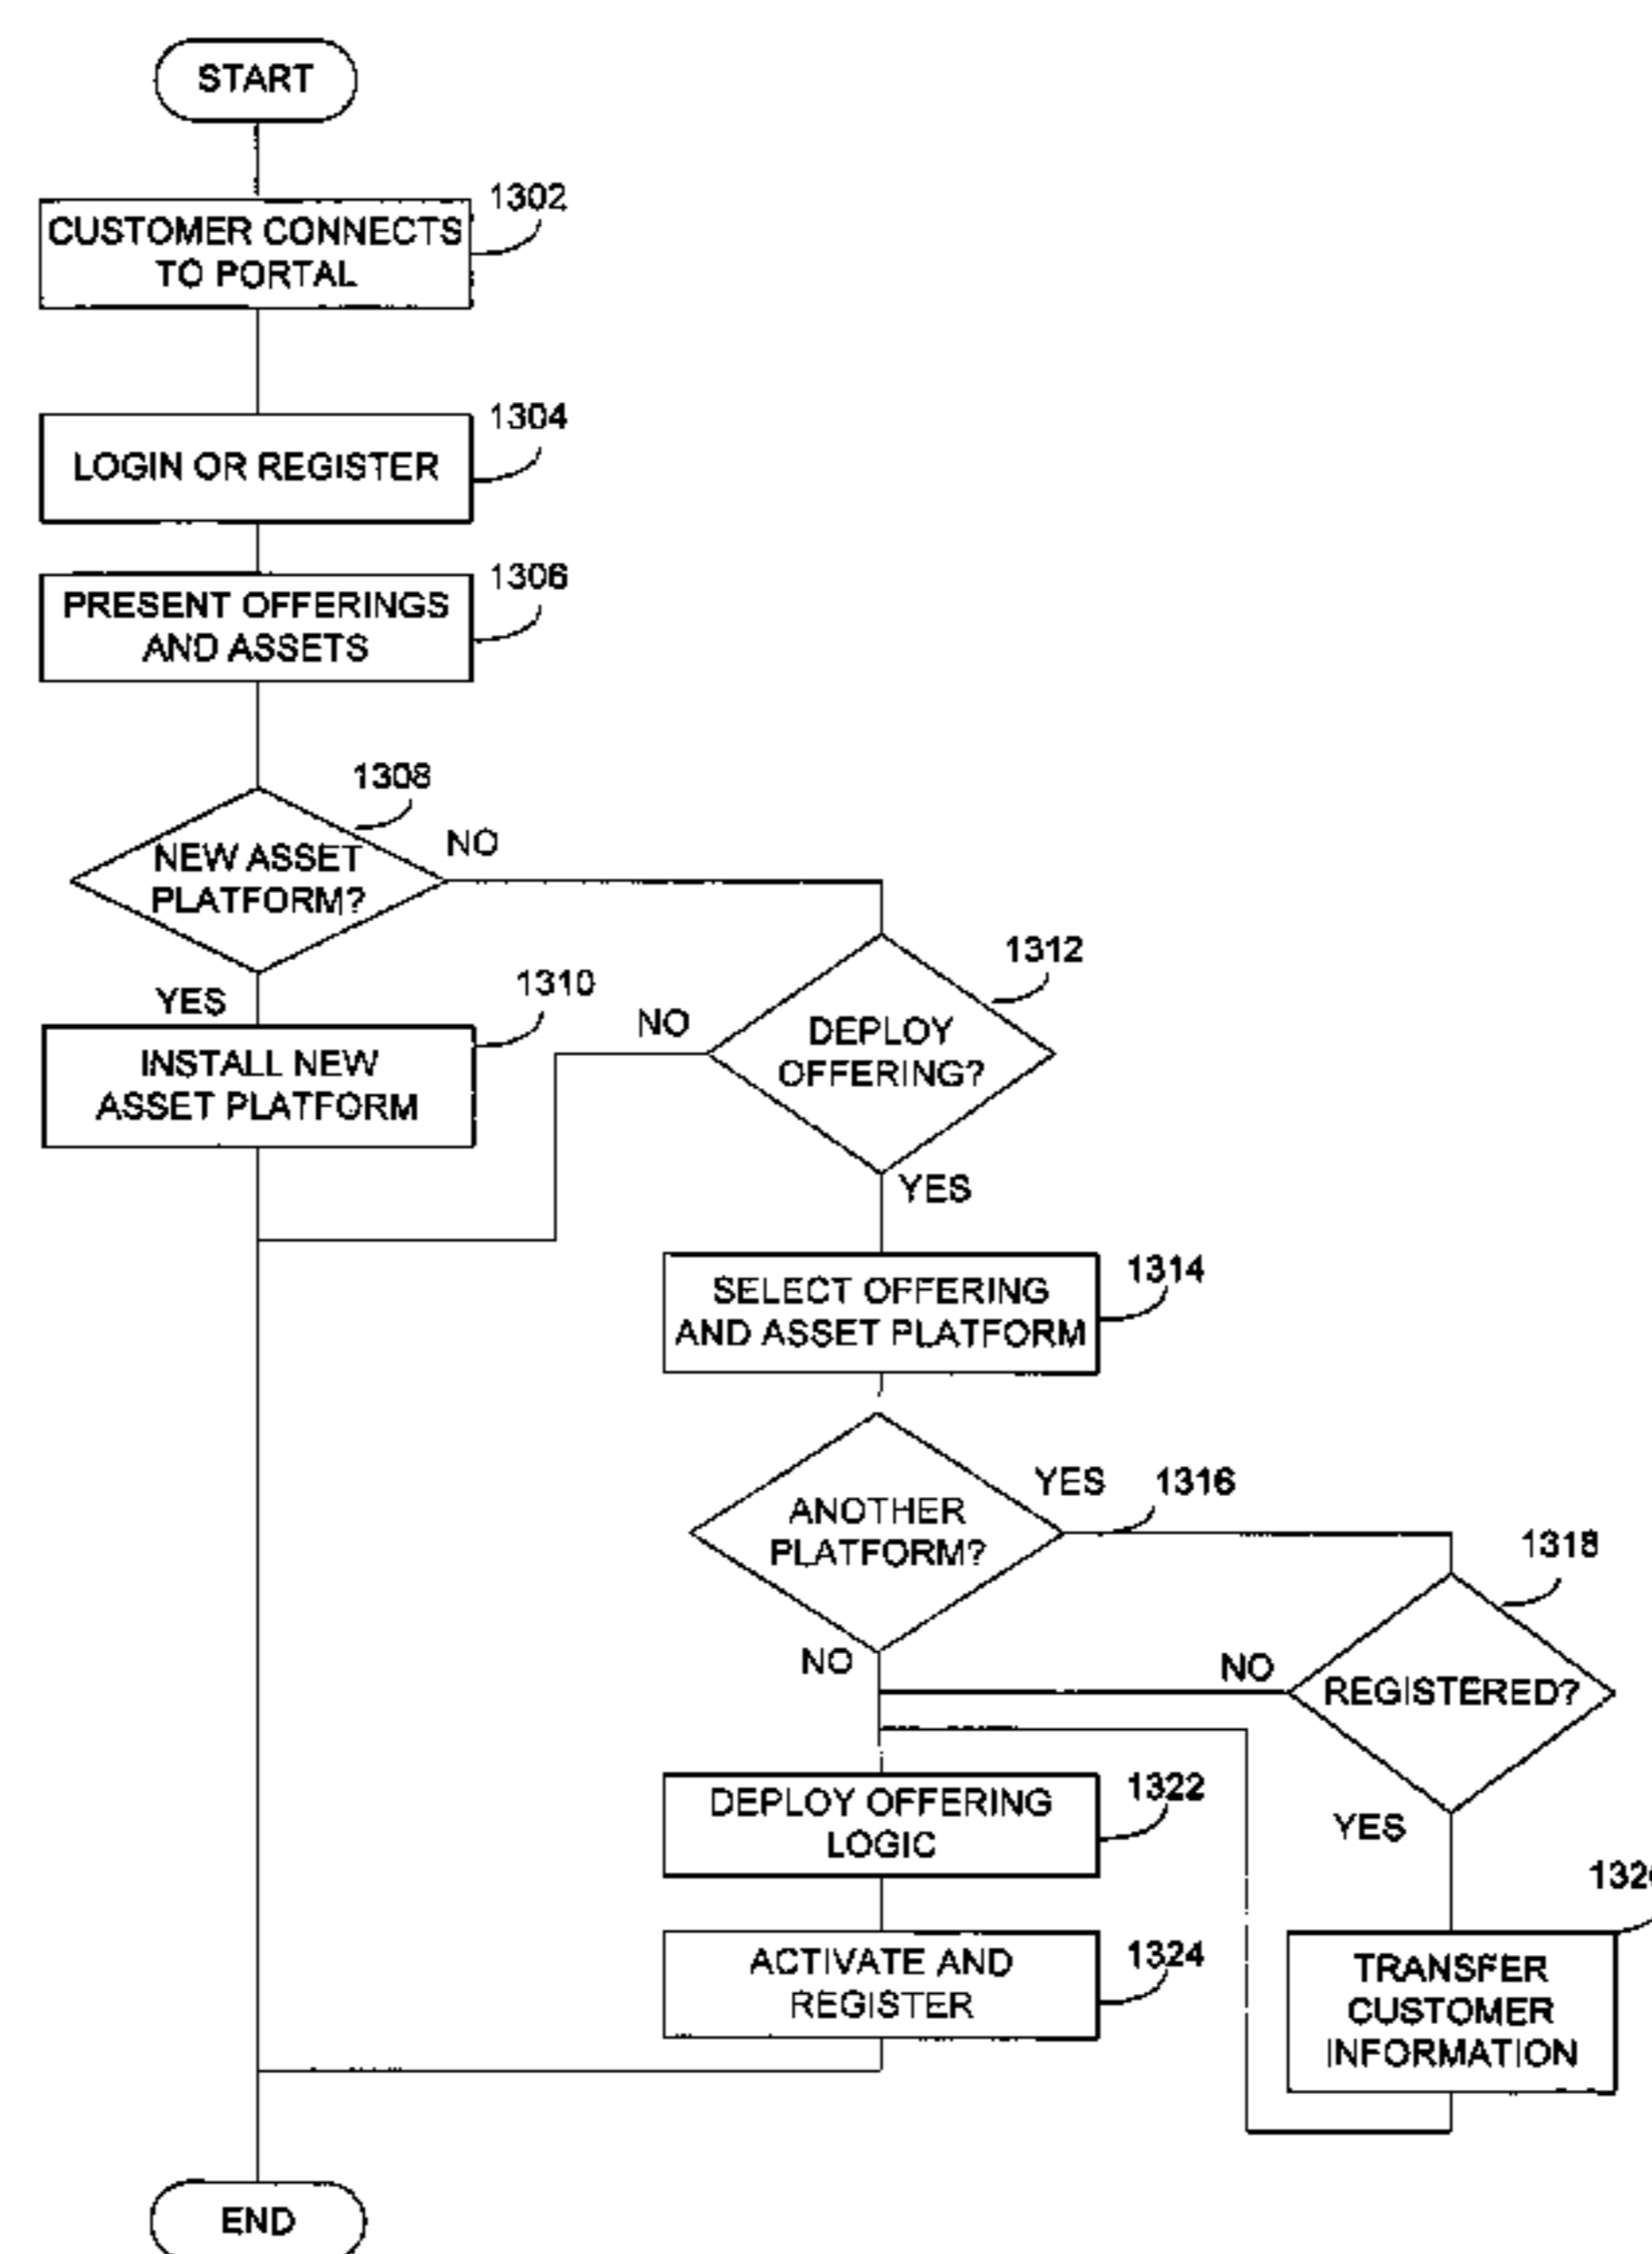 START
1302
CUSTOMER CONNECTS
TO PORTAL
1304
LOGIN OR REGISTER
1306
PRESENT OFFERINGS
AND ASSETS
1308
NEW ASSET
PLATFORM?
NO
YES
1310
INSTALL NEW
ASSET PLATFORM
1312
DEPLOY
OFFERING?
NO
YES
1314
SELECT OFFERING
AND ASSET PLATFORM
ANOTHER
PLATFORM?
YES
1316
NO
1318
REGISTERED?
NO
YES
1322
DEPLOY OFFERING
LOGIC
1324
ACTIVATE AND
REGISTER
TRANSFER
CUSTOMER
INFORMATION
END